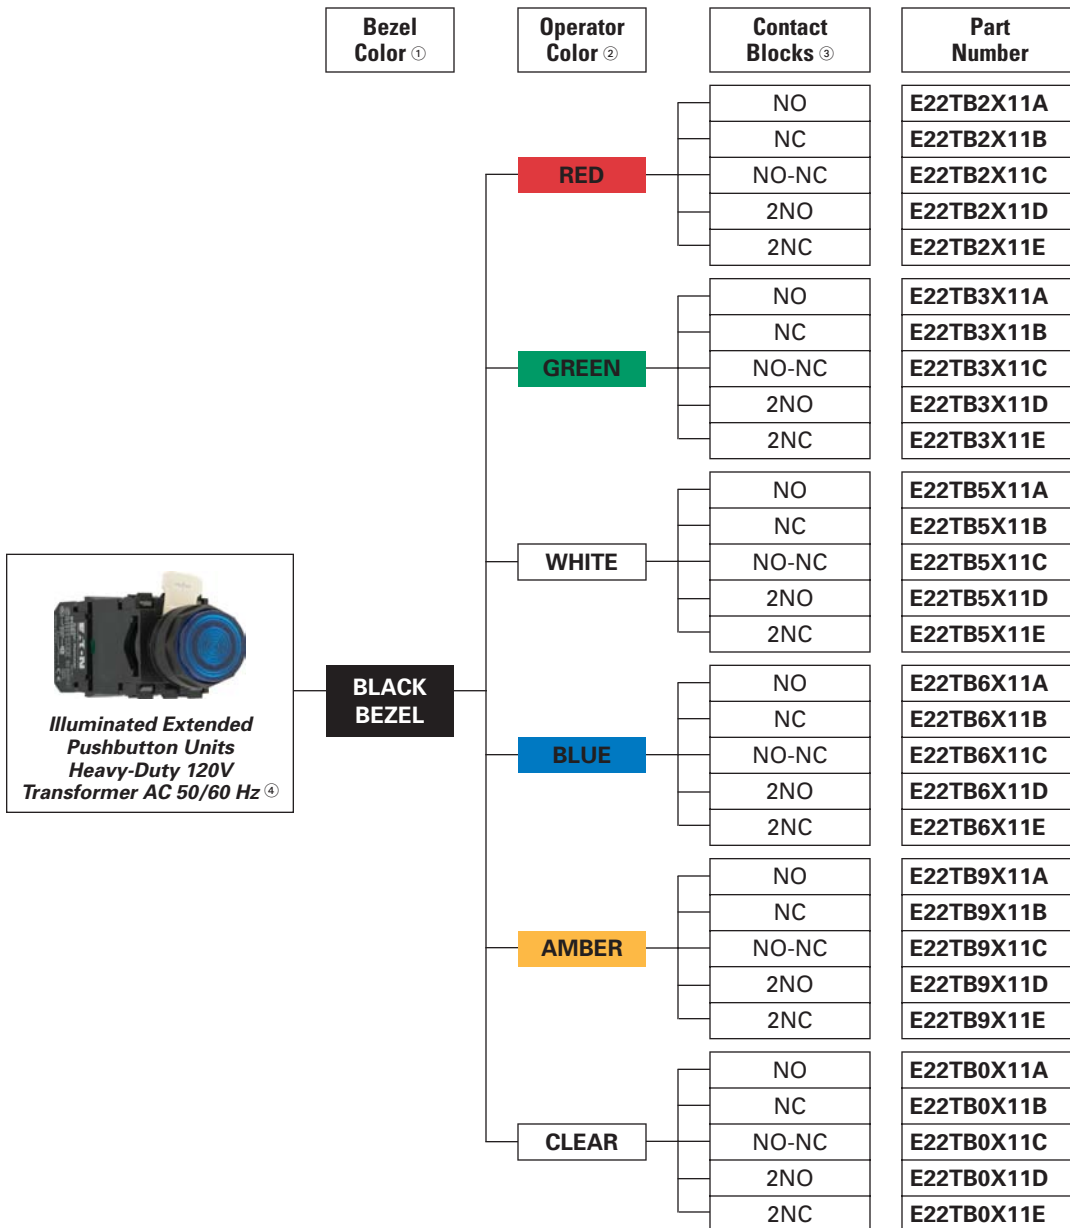 Bezel
Color ①
Operator
Color ②
Contact
Blocks ③
Part
Number
NO E22TB2X11A
NC E22TB2X11B
RED NO-NC E22TB2X11C
2NO E22TB2X11D
2NC E22TB2X11E
NO E22TB3X11A
NC E22TB3X11B
GREEN NO-NC E22TB3X11C
2NO E22TB3X11D
2NC E22TB3X11E
NO E22TB5X11A
NC E22TB5X11B
WHITE NO-NC E22TB5X11C
2NO E22TB5X11D
2NC E22TB5X11E
E·T·N
Illuminated Extended
Pushbutton Units
Heavy-Duty 120V
Transformer AC 50/60 Hz ④
BLACK
BEZEL
NO E22TB6X11A
NC E22TB6X11B
BLUE NO-NC E22TB6X11C
2NO E22TB6X11D
2NC E22TB6X11E
NO E22TB9X11A
NC E22TB9X11B
AMBER NO-NC E22TB9X11C
2NO E22TB9X11D
2NC E22TB9X11E
NO E22TB0X11A
NC E22TB0X11B
CLEAR NO-NC E22TB0X11C
2NO E22TB0X11D
2NC E22TB0X11E